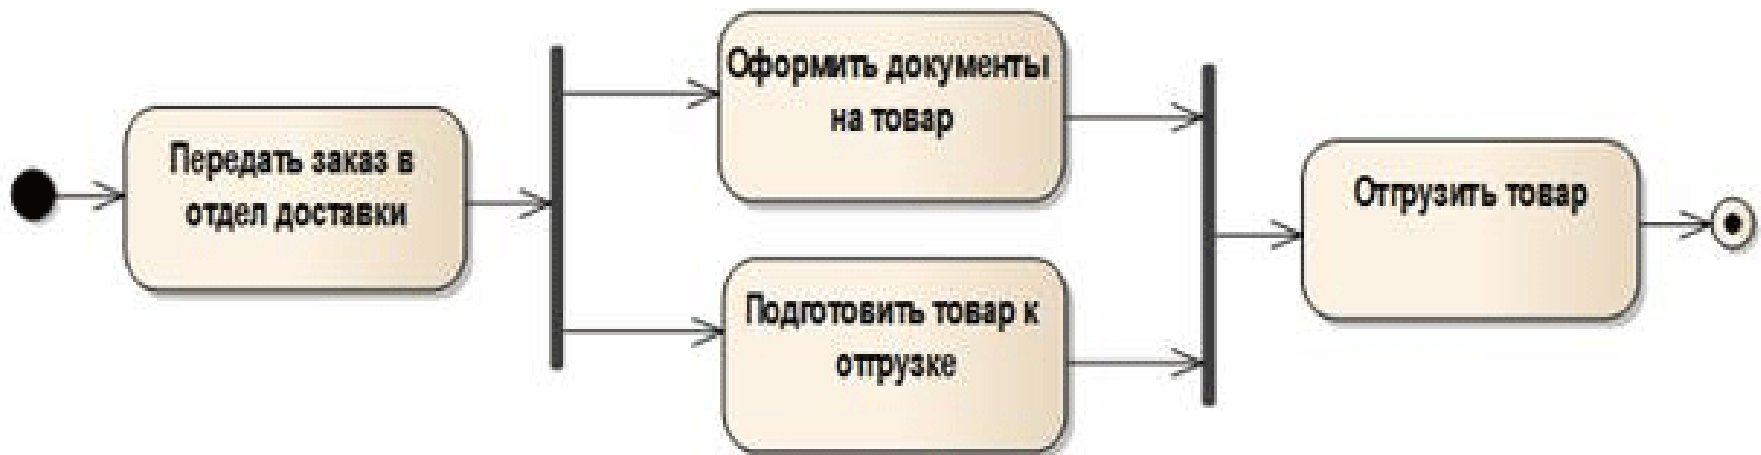 Передать заказ в
отдел доставки
Оформить документы
на товар
Подготовить товар к
отгрузке
Отгрузить товар